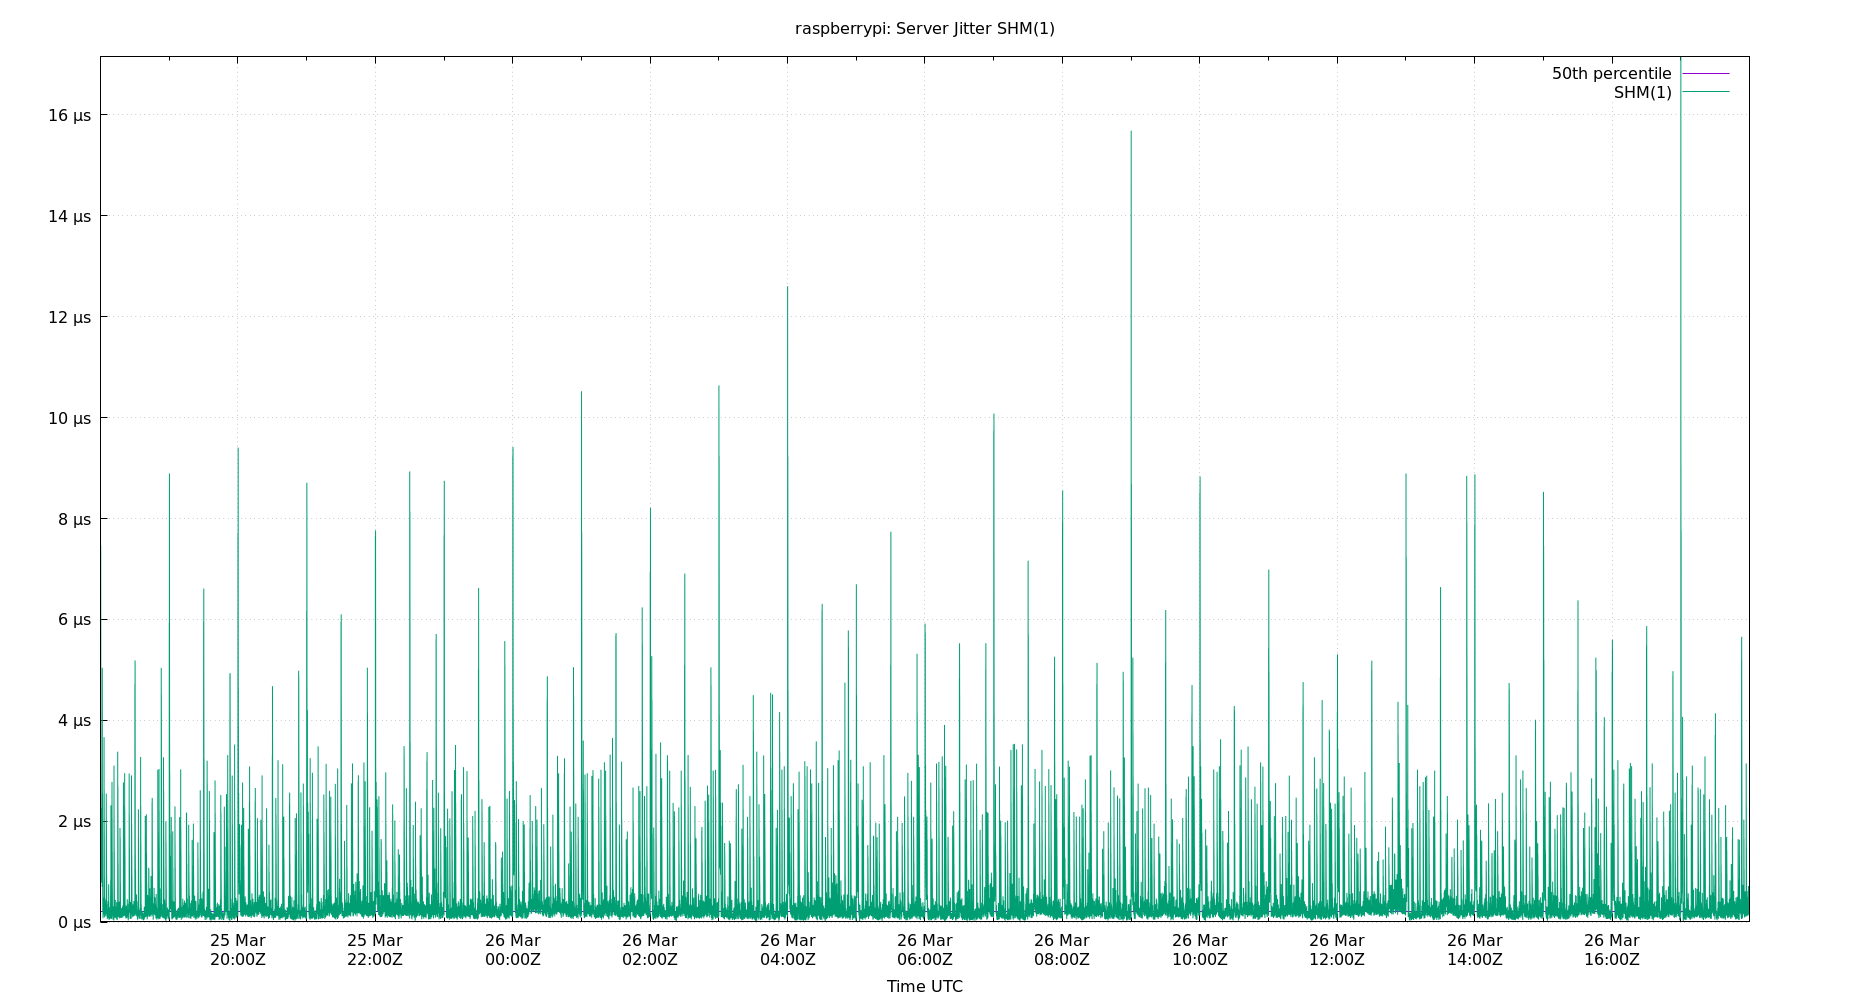 raspberrypi: Server Jitter SHM(1)
50th percentile
SHM(1)
16 µs
14 µs
12 µs
10 µs
8 µs
6 µs
4 µs
2 µs
0 µs
25 Mar 25 Mar 26 Mar 26 Mar 26 Mar 26 Mar 26 Mar 26 Mar 26 Mar 26 Mar 26 Mar
20:00Z 22:00Z 00:00Z 02:00Z 04:00Z 06:00Z 08:00Z 10:00Z 12:00Z 14:00Z 16:00Z
Time UTC